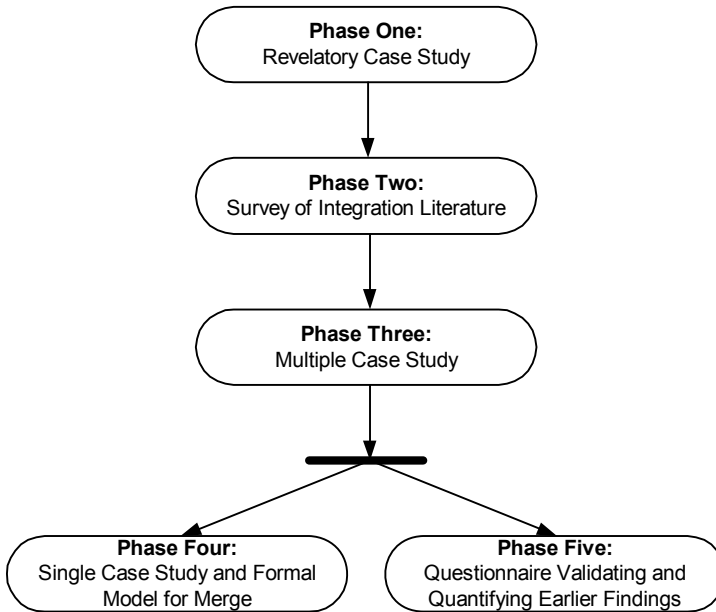 Phase One:
Revelatory Case Study
Phase Two:
Survey of Integration Literature
Phase Three:
Multiple Case Study
Phase Four:
Single Case Study and Formal
Model for Merge
Phase Five:
Questionnaire Validating and
Quantifying Earlier Findings